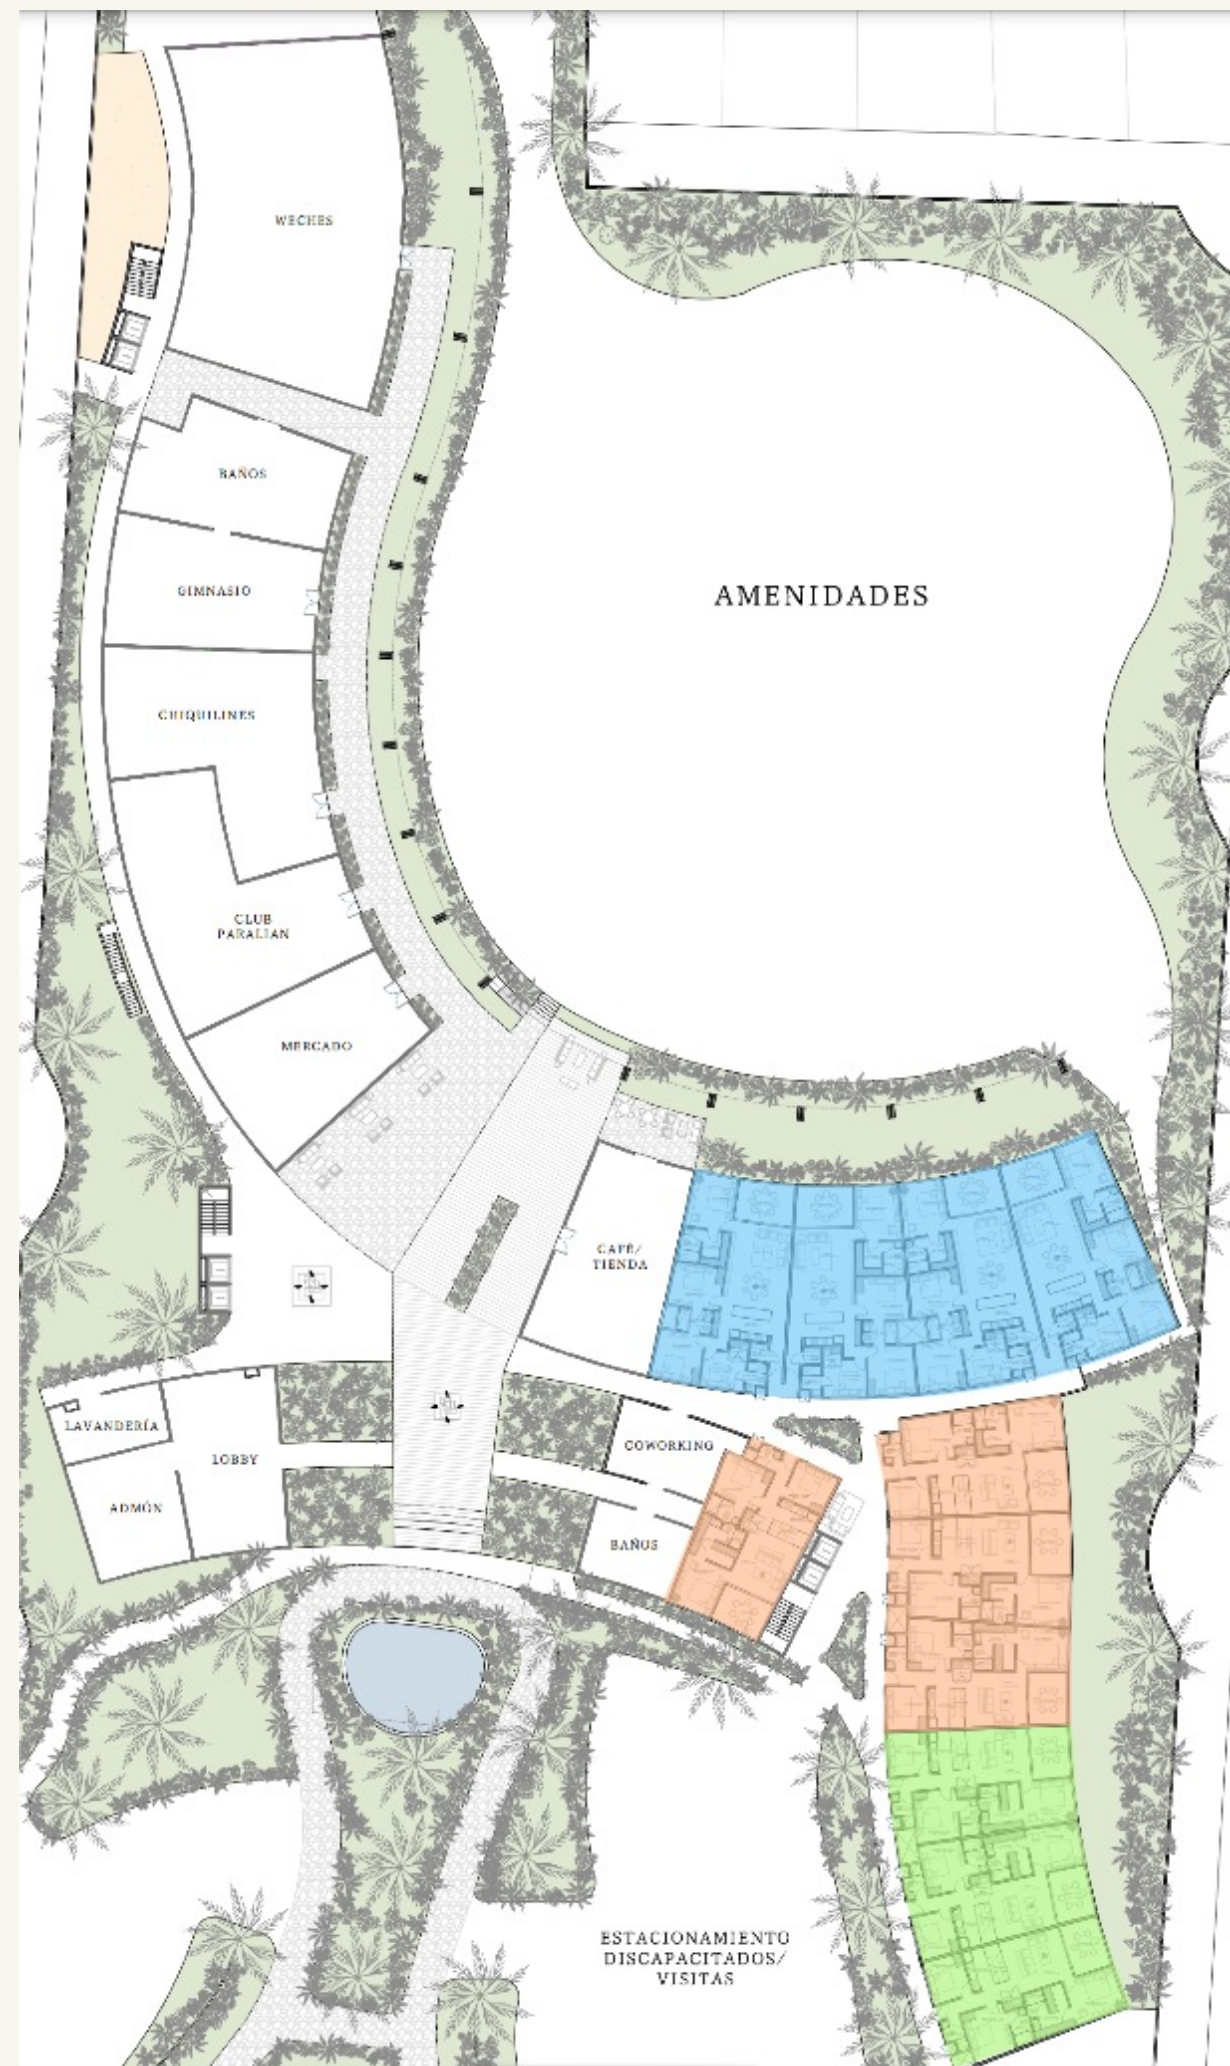 WECHES
BAÑOS
GIMNASIO
AMENIDADES
CHIQUILINES
CLUB
PARALIAN
MERCADO
CAFÉ/
TIENDA
LAVANDERÍA
LOBBY
COWORKING
ADMÓN
BAÑOS
ESTACIONAMIENTO
DISCAPACITADOS/
VISITAS